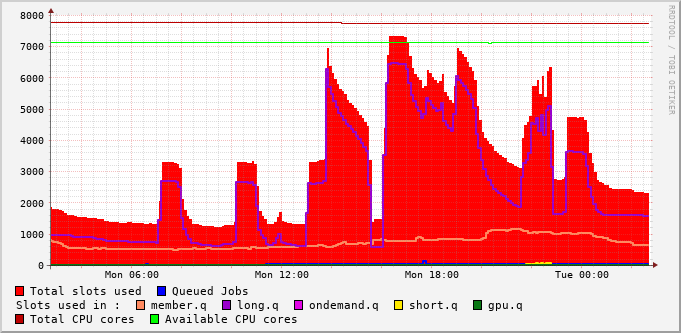 8000
7000
6000
5000
4000
3000
2000
1000
0
Mon 06:00 Mon 12:00 Mon 18:00 Tue 00:00
RRDTOOL / TOBI OETIKER
Total slots used Queued Jobs
Slots used in : member.q long.q ondemand.q short.q gpu.q
Total CPU cores Available CPU cores